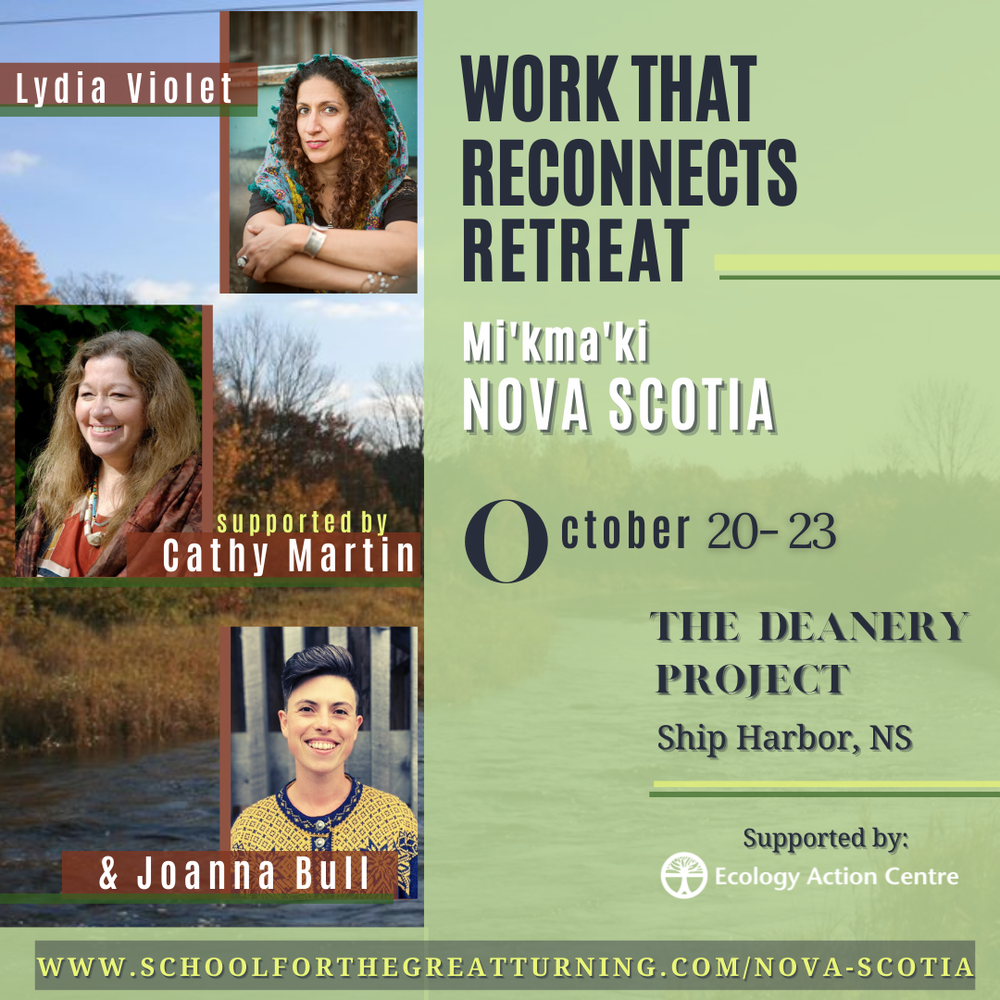 Lydia Violet
supported by
Cathy Martin
& Joanna Bull
WORK THAT
RECONNECTS
RETREAT
Mi'kma'ki
NOVA SCOTIA
October 20-23
THE DEANERY
PROJECT
Ship Harbor, NS
Supported by:
Ecology Action Centre
WWW.SCHOOLFORTHEGREATTURNING.COM/NOVA-SCOTIA